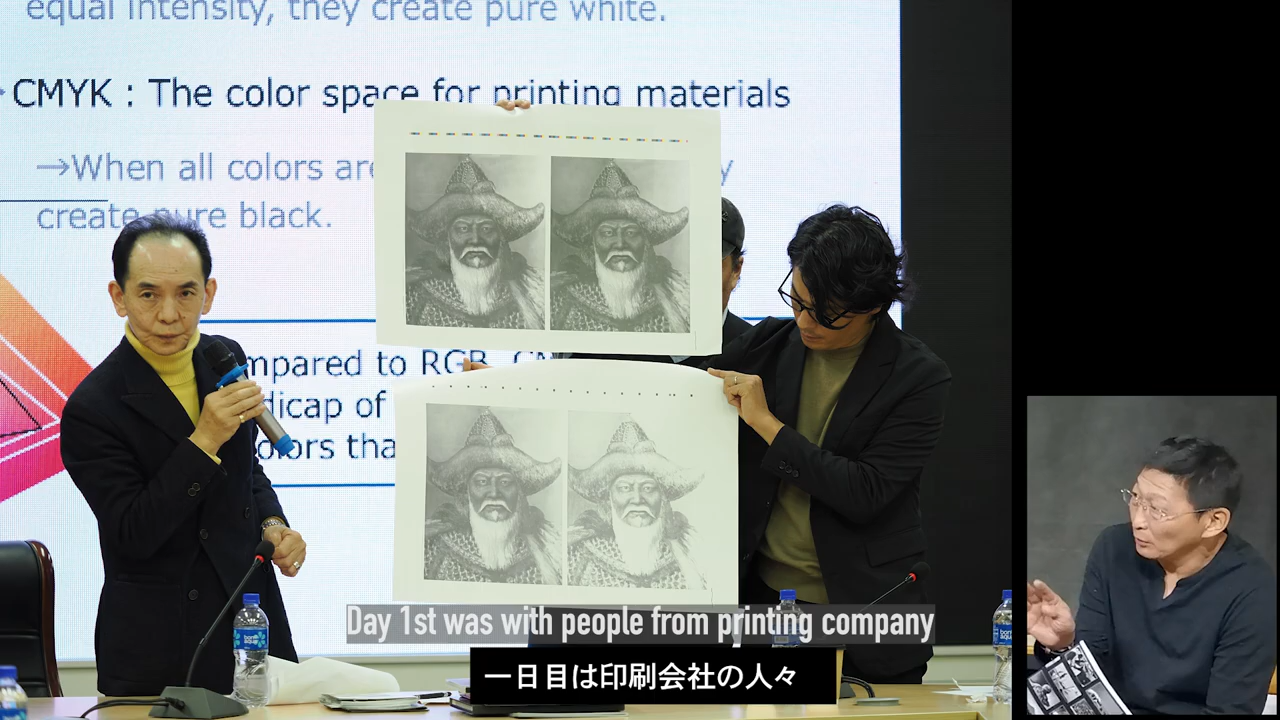 equal intensity, they create pure white.
CMYK : The color space for printing materials
→When all colors are
create pure black.
mpared to RGB, CM
dicap of
olors tha
Day 1st was with people from printing company
一日目は印刷会社の人々